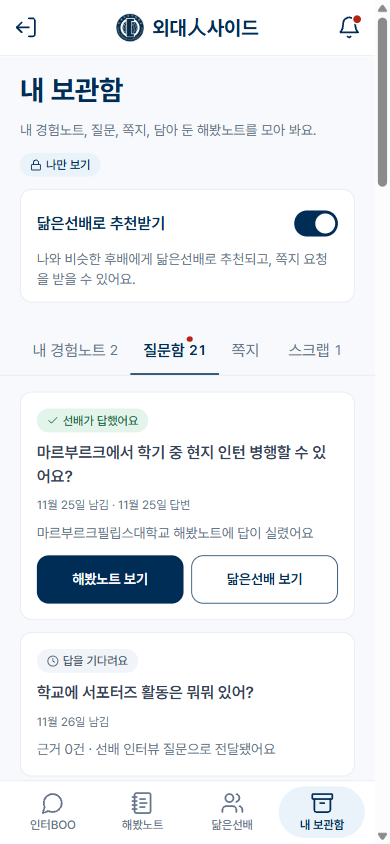 외대人사이드
내 보관함
내 경험노트, 질문, 쪽지, 담아 둔 해봤노트를 모아 봐요.
나만 보기
닮은선배로 추천받기
나와 비슷한 후배에게 닮은선배로 추천되고, 쪽지 요청
을 받을 수 있어요.
내 경험노트 2 질문함 21 쪽지 스크랩 1
선배가 답했어요
마르부르크에서 학기 중 현지 인턴 병행할 수 있
어요?
11월 25일 남김 · 11월 25일 답변
마르부르크필립스대학교 해봤노트에 답이 실렸어요
해봤노트 보기 닮은선배 보기
답을 기다려요
학교에 서포터즈 활동은 뭐뭐 있어?
11월 26일 남김
근거 0건 · 선배 인터뷰 질문으로 전달됐어요
인터BOO 해봤노트 닮은선배 내 보관함